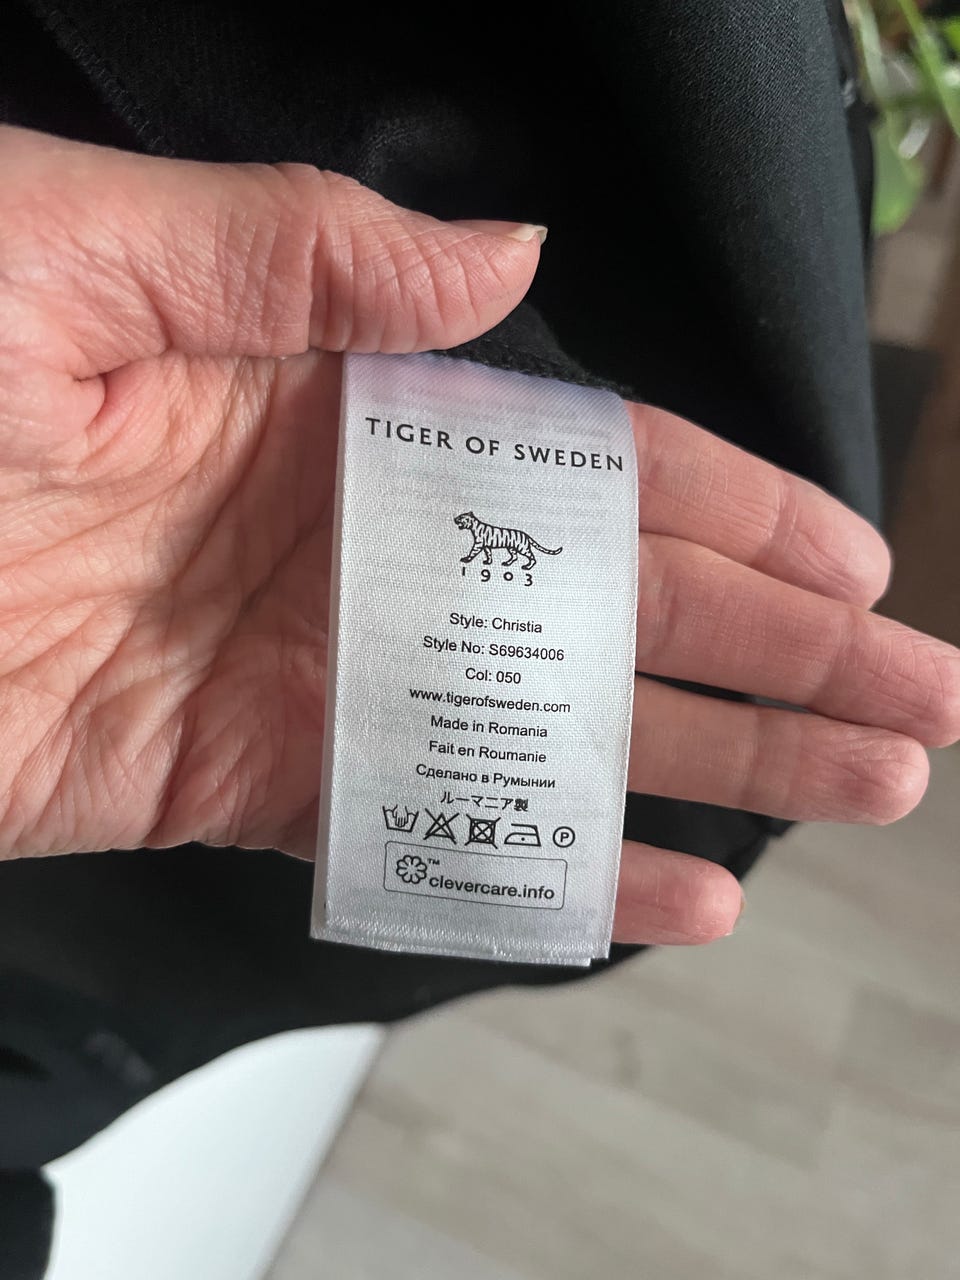 TIGER OF SWEDEN
1903
Style: Christia
Style No: S69634006
Col: 050
www.tigerofsweden.com
Made in Romania
Fait en Roumanie
Сделано в Румынии
ルーマニア製
P
™ clevercare.info